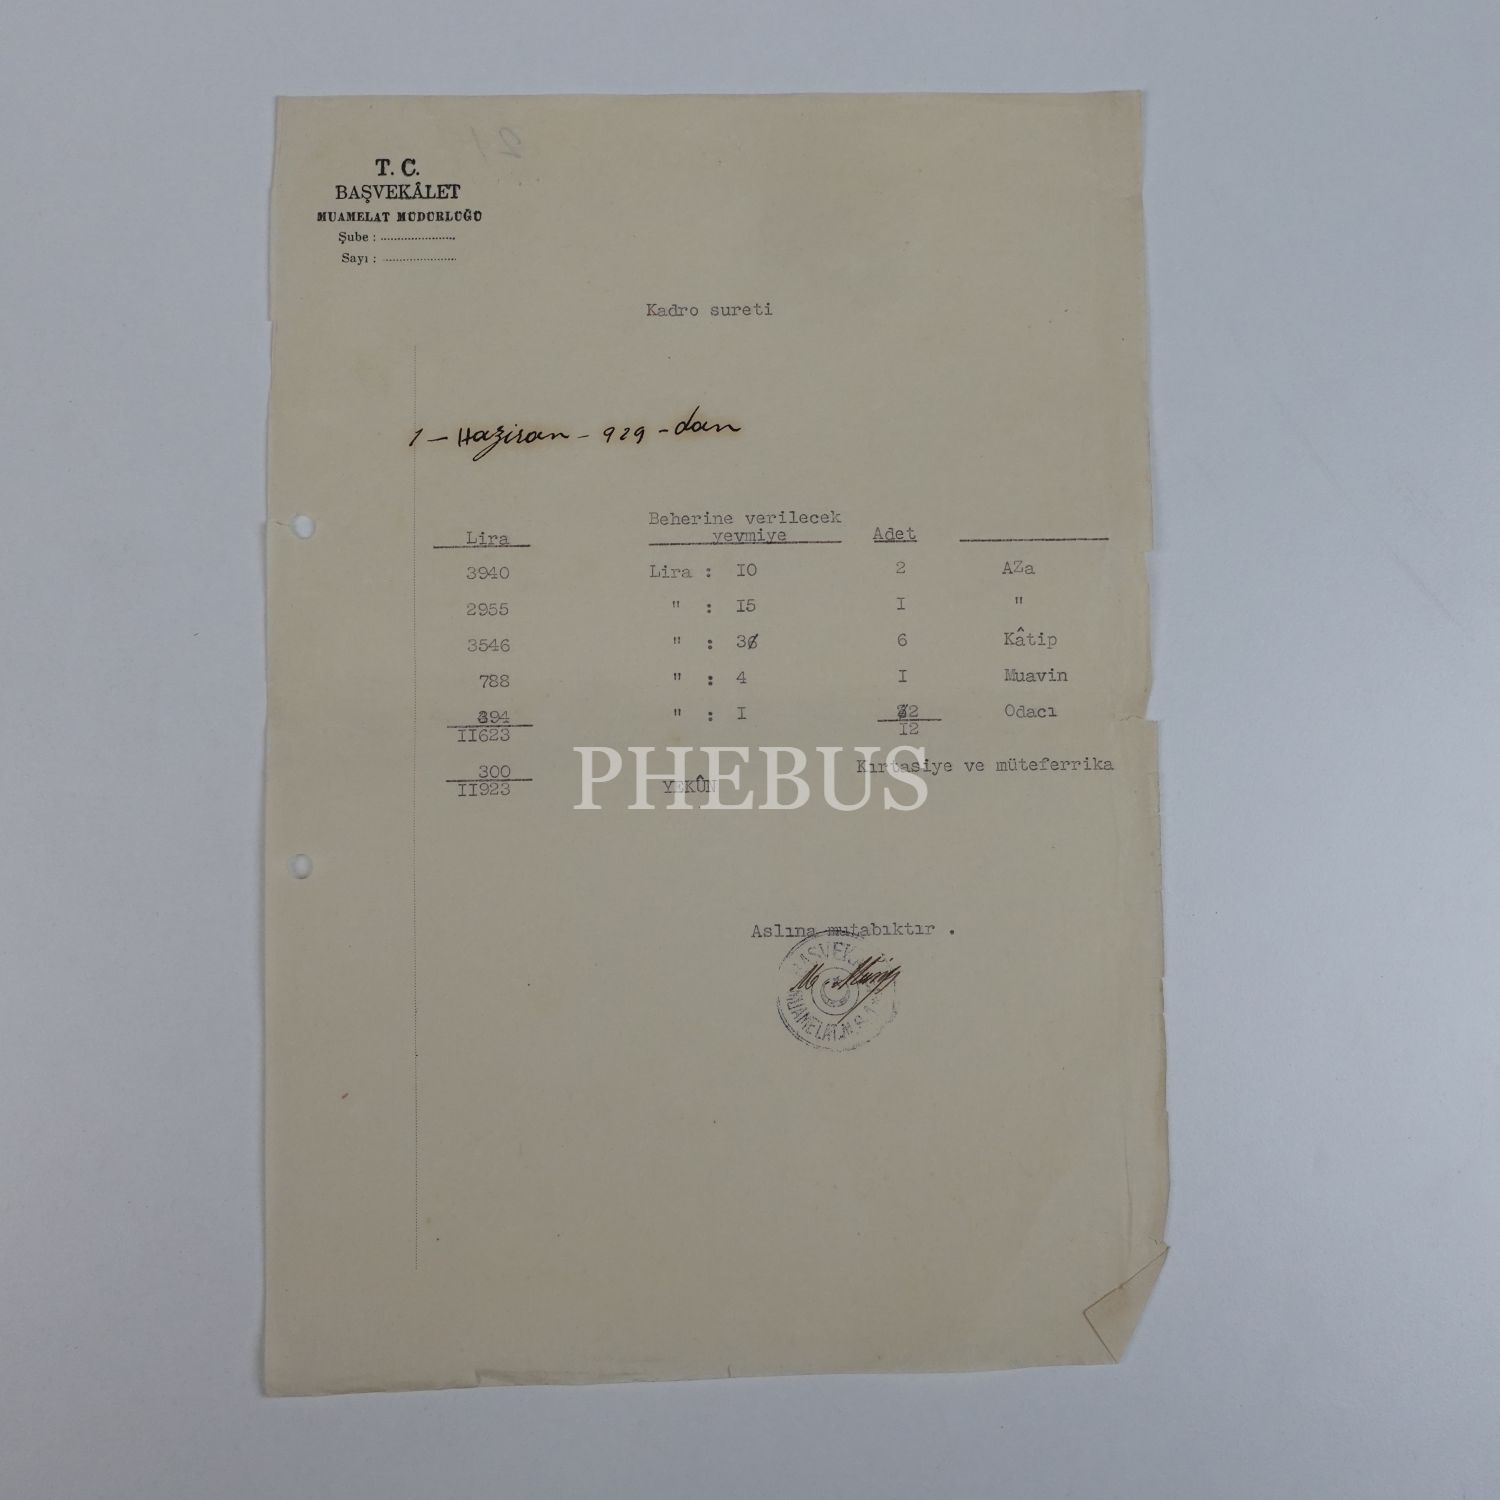 T. C.
BAŞVEKÂLET
MUAMELAT MÜDÜRLÜĞÜ
Şube : ......................
Sayı : ......................
Kadro sureti
1 - Haziran - 929 - dan
Lira Beherine verilecek yevmiye Adet
3940 Lira : I0 2 AZa
2955 " : I5 I "
3546 " : 3 6 Kâtip
788 " : 4 I Muavin
394 " : I 2 Odacı
II623 I2
300 Kırtasiye ve müteferrika
II923 YEKÛN
PHEBUS
Aslına mutabıktır .
BAŞVEKÂLET
MUAMELAT.M.